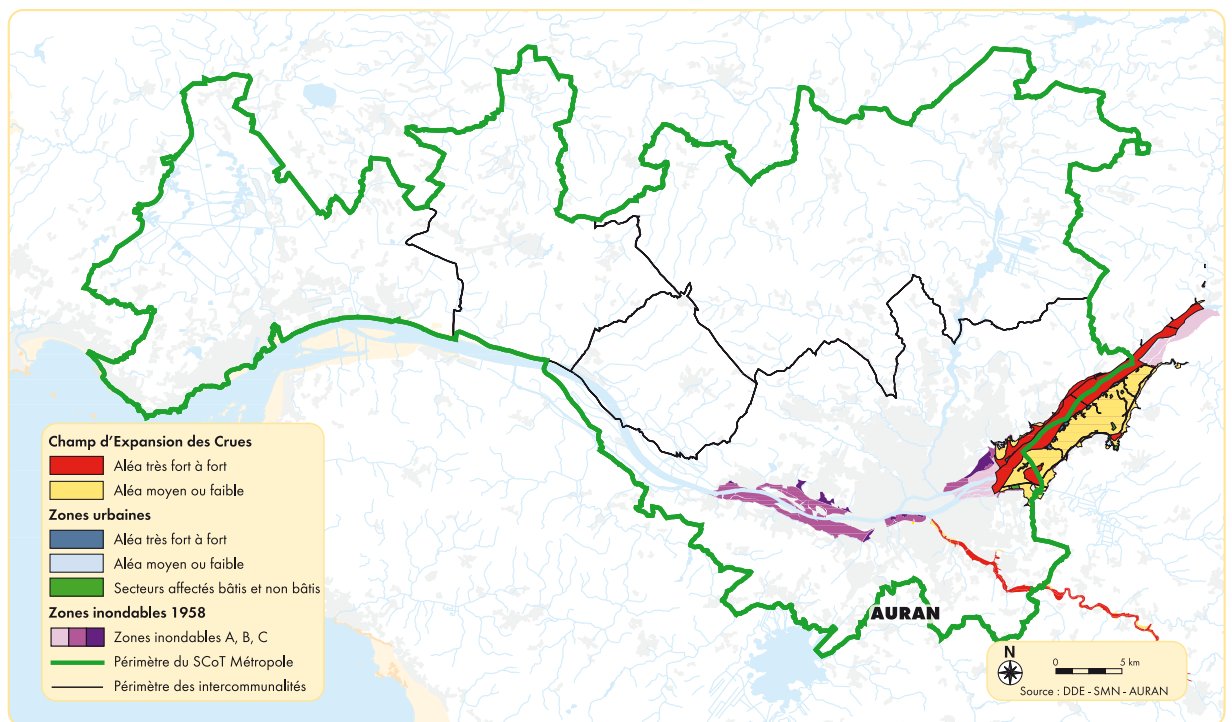 Champ d'Expansion des Crues
Aléa très fort à fort
Aléa moyen ou faible
Zones urbaines
Aléa très fort à fort
Aléa moyen ou faible
Secteurs affectés bâtis et non bâtis
Zones inondables 1958
Zones inondables A, B, C
Périmètre du SCoT Métropole
Périmètre des intercommunalités
AURAN
N
0 5 km
Source : DDE - SMN - AURAN